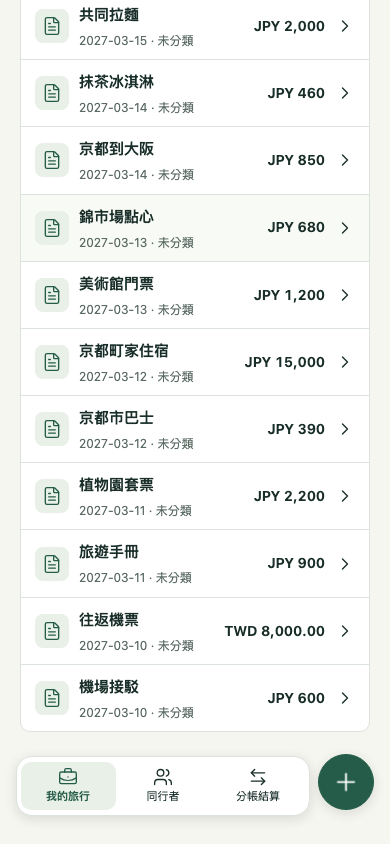 共同拉麵
JPY 2,000
2027-03-15 · 未分類
抹茶冰淇淋
JPY 460
2027-03-14 · 未分類
京都到大阪
JPY 850
2027-03-14 · 未分類
錦市場點心
JPY 680
2027-03-13 · 未分類
美術館門票
JPY 1,200
2027-03-13 · 未分類
京都町家住宿
JPY 15,000
2027-03-12 · 未分類
京都市巴士
JPY 390
2027-03-12 · 未分類
植物園套票
JPY 2,200
2027-03-11 · 未分類
旅遊手冊
JPY 900
2027-03-11 · 未分類
往返機票
TWD 8,000.00
2027-03-10 · 未分類
機場接駁
JPY 600
2027-03-10 · 未分類
我的旅行
同行者
分帳結算